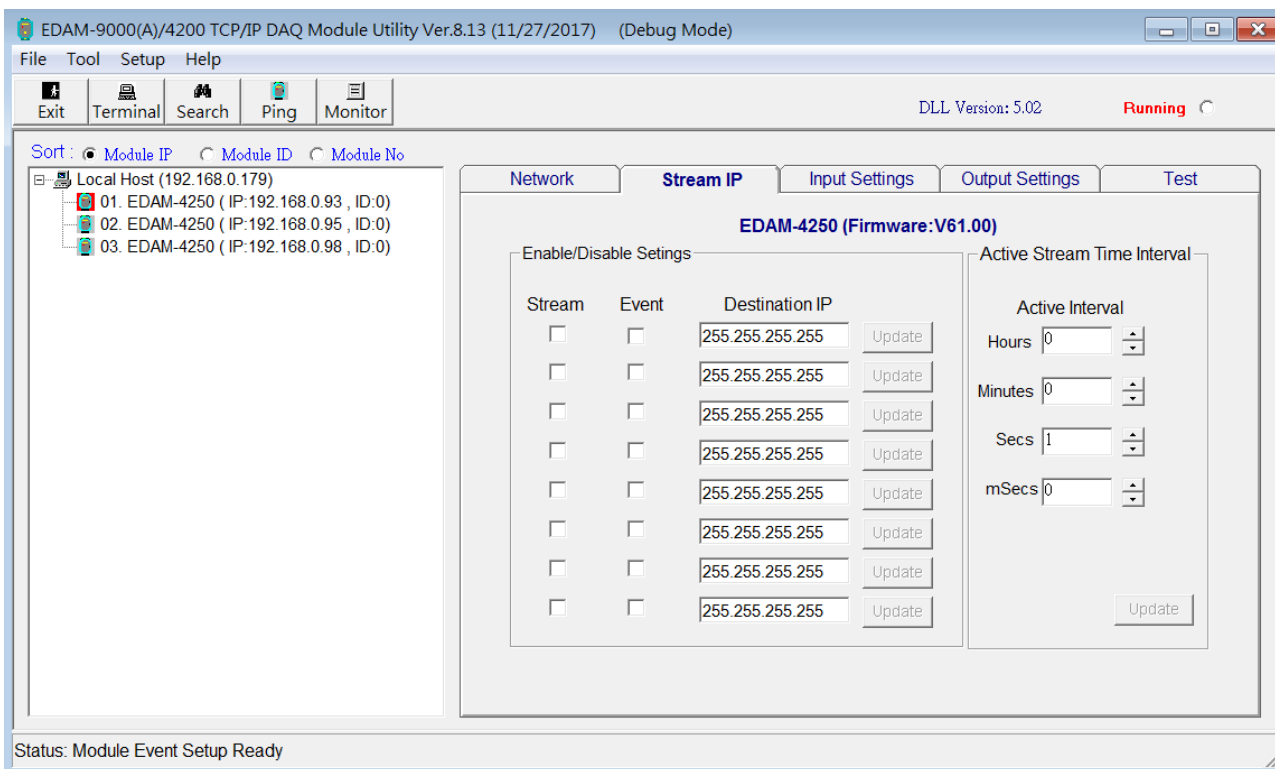 EDAM-9000(A)/4200 TCP/IP DAQ Module Utility Ver.8.13 (11/27/2017) (Debug Mode)
File Tool Setup Help
Exit Terminal Search Ping Monitor
DLL Version: 5.02 Running
Sort : Module IP Module ID Module No
Local Host (192.168.0.179)
01. EDAM-4250 ( IP:192.168.0.93 , ID:0)
02. EDAM-4250 ( IP:192.168.0.95 , ID:0)
03. EDAM-4250 ( IP:192.168.0.98 , ID:0)
Network Stream IP Input Settings Output Settings Test
EDAM-4250 (Firmware:V61.00)
Enable/Disable Setings
Stream Event Destination IP
255.255.255.255 Update
255.255.255.255 Update
255.255.255.255 Update
255.255.255.255 Update
255.255.255.255 Update
255.255.255.255 Update
255.255.255.255 Update
255.255.255.255 Update
Active Stream Time Interval
Active Interval
Hours 0
Minutes 0
Secs 1
mSecs 0
Update
Status: Module Event Setup Ready